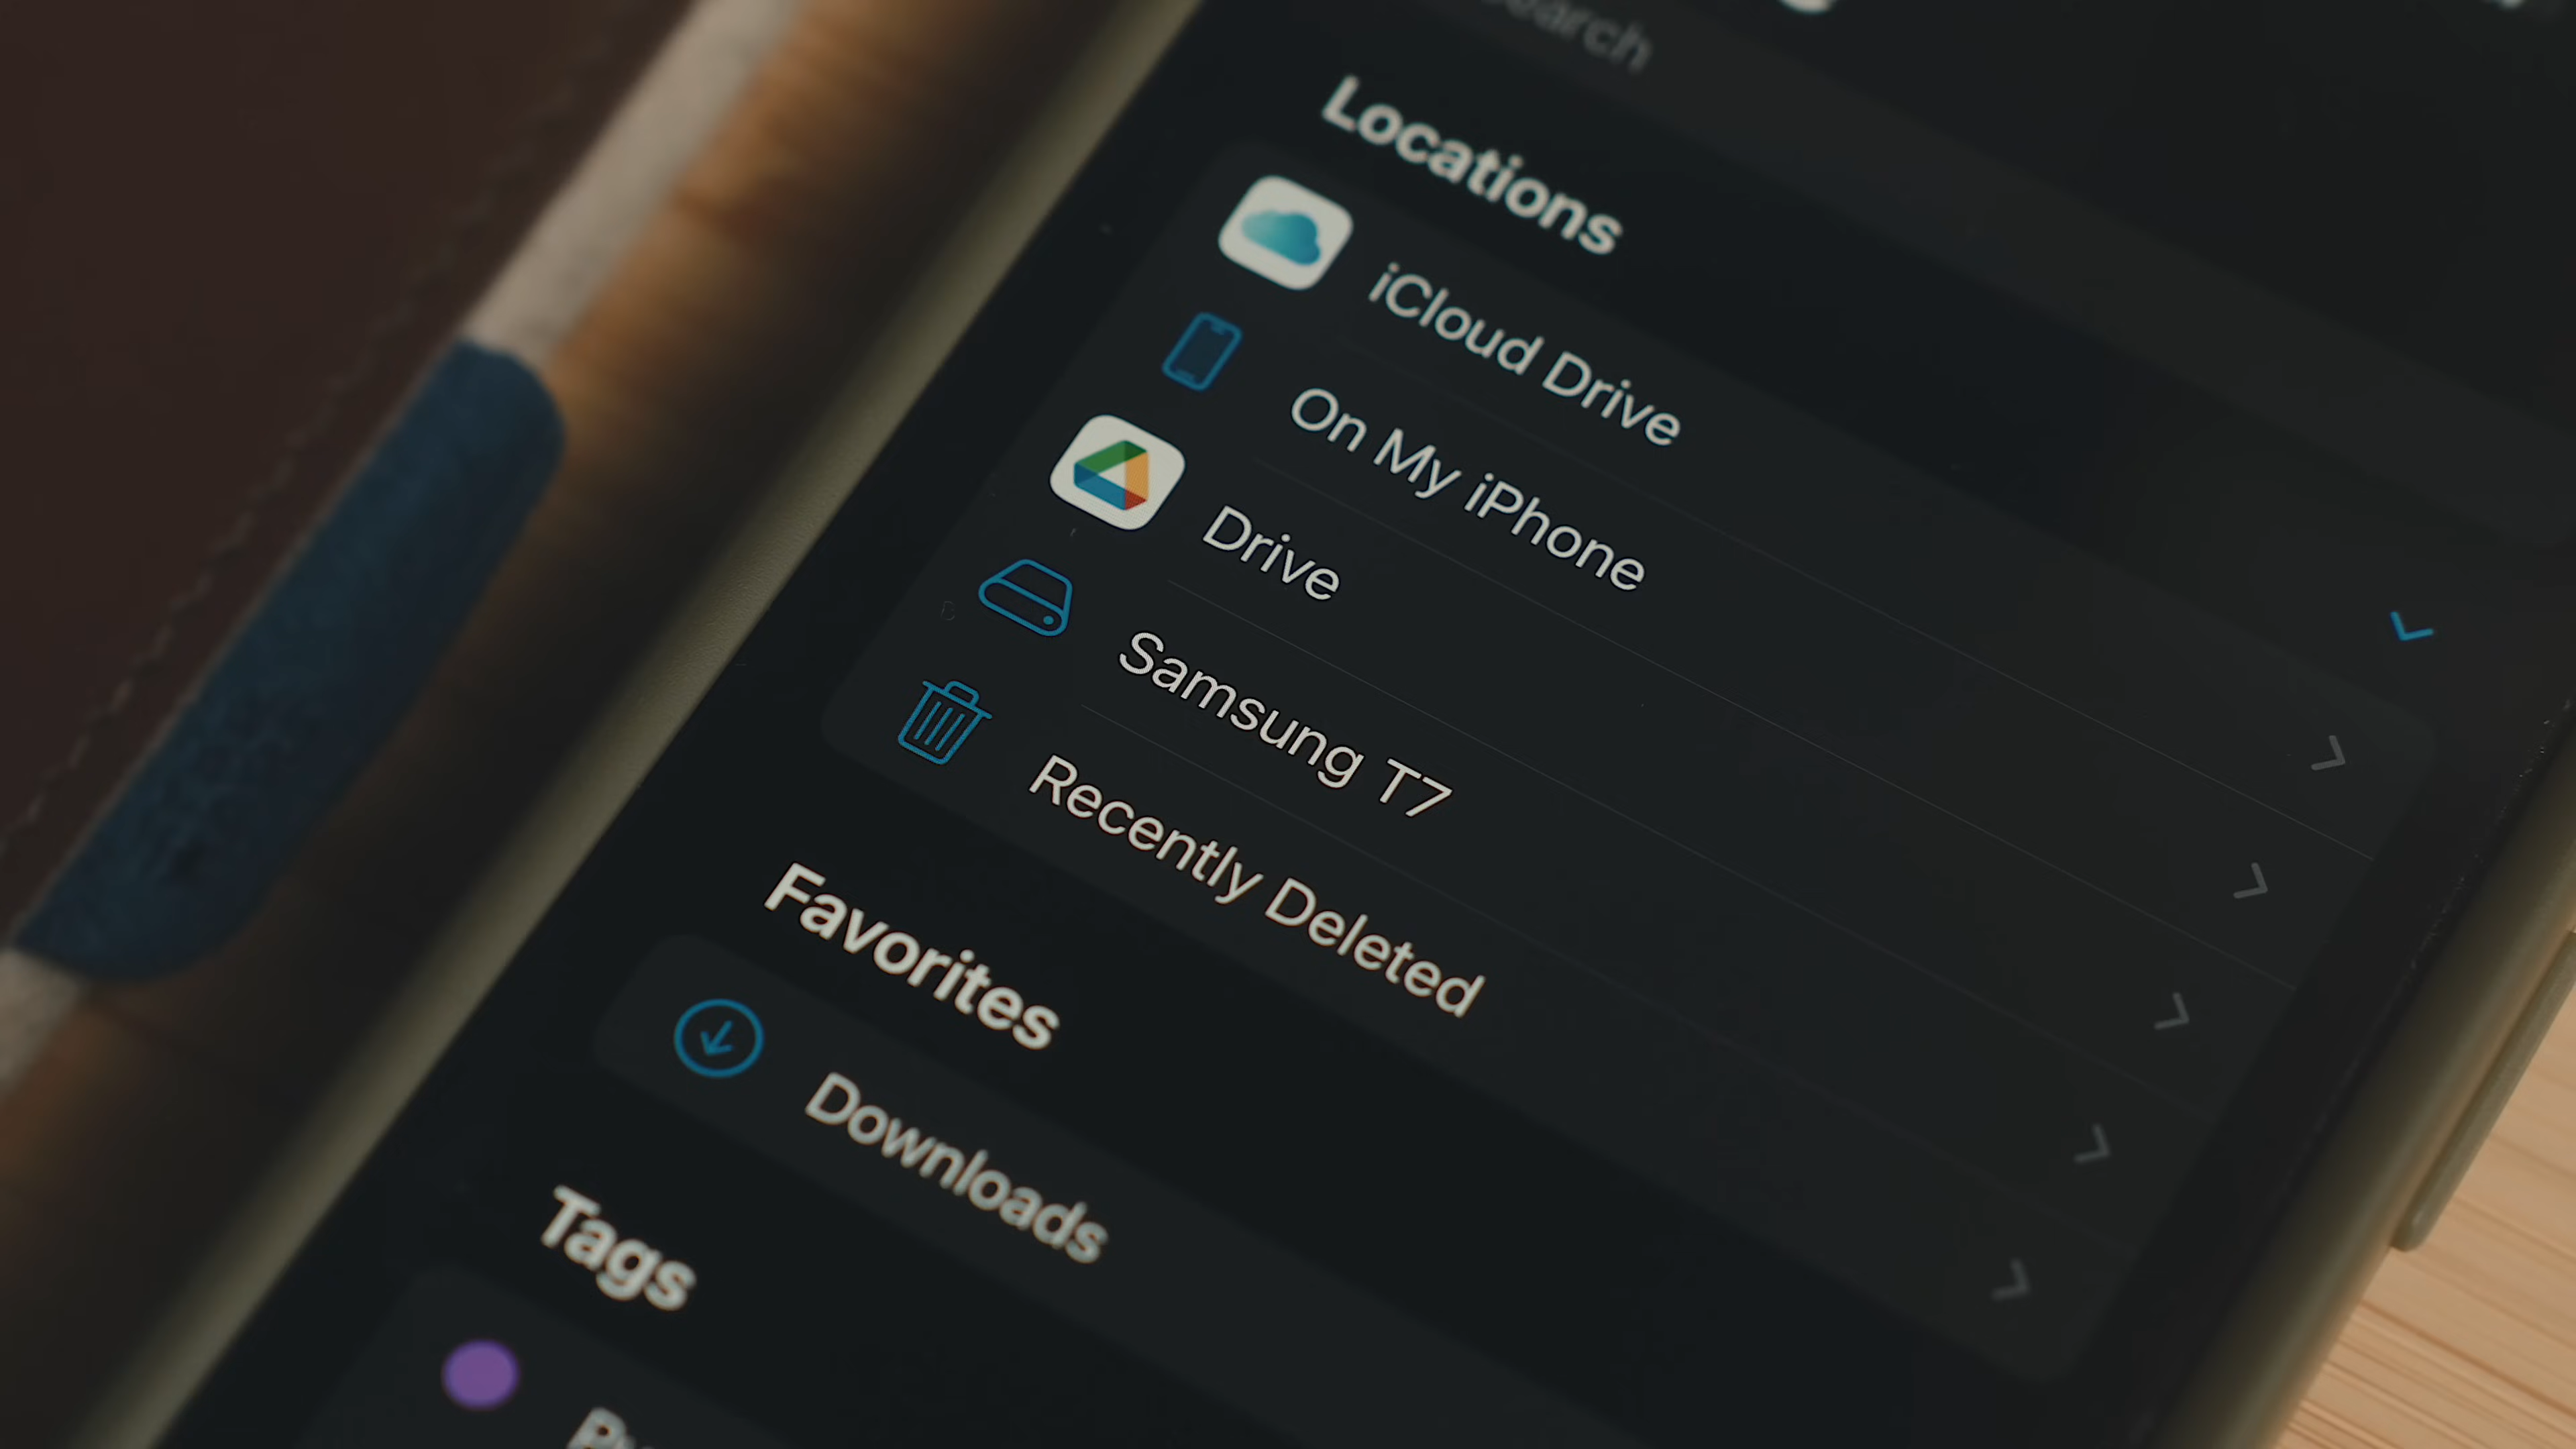 Locations
iCloud Drive
On My iPhone
Drive
Samsung T7
Recently Deleted
Favorites
Downloads
Tags